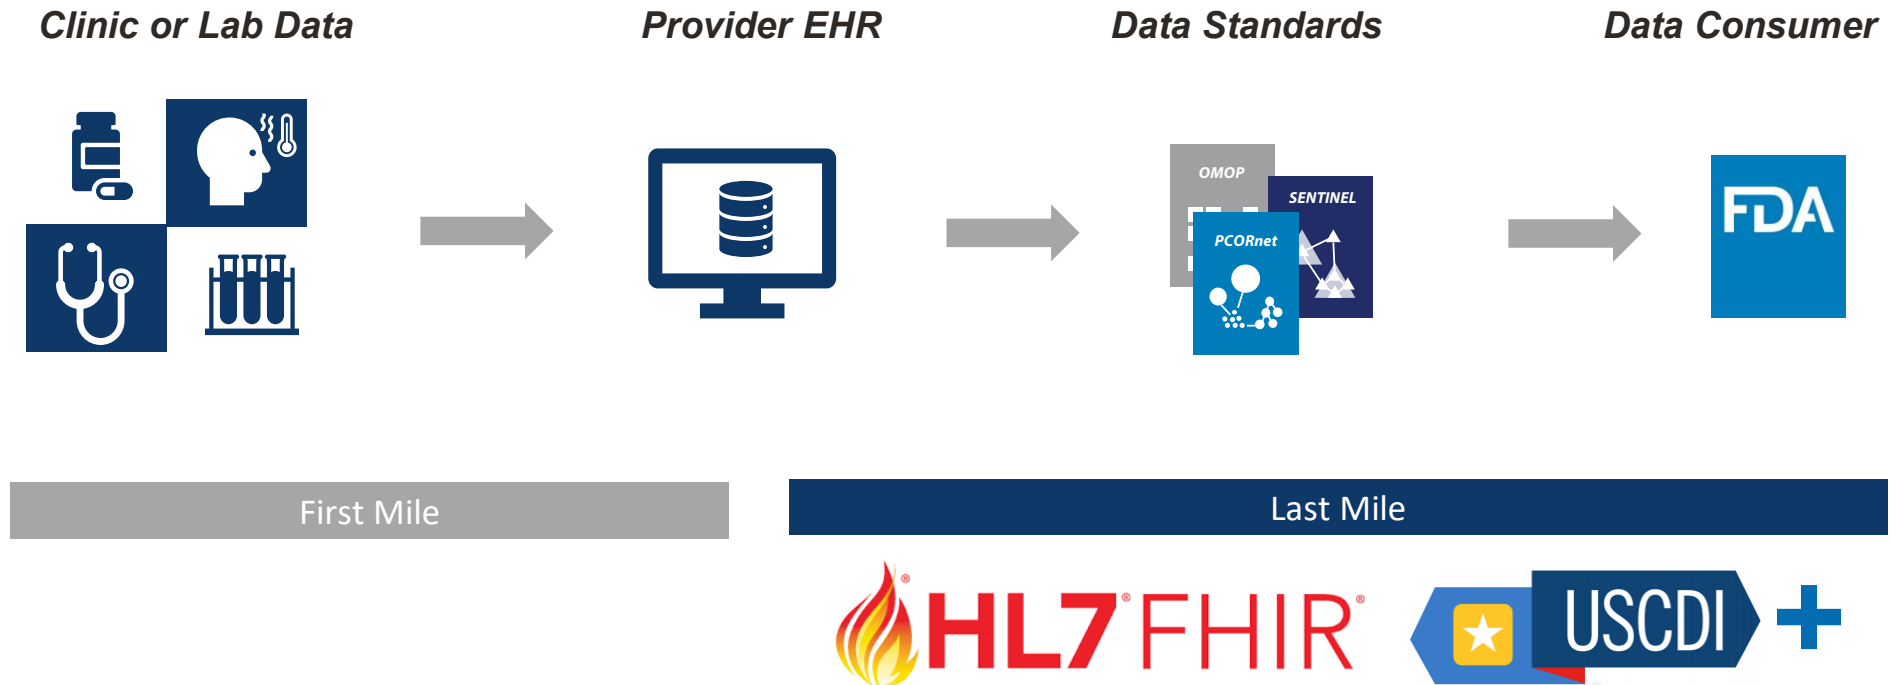 Clinic or Lab Data
Provider EHR
Data Standards
Data Consumer
OMOP
SENTINEL
PCORnet
FDA
First Mile
Last Mile
HL7® FHIR®
USCDI +